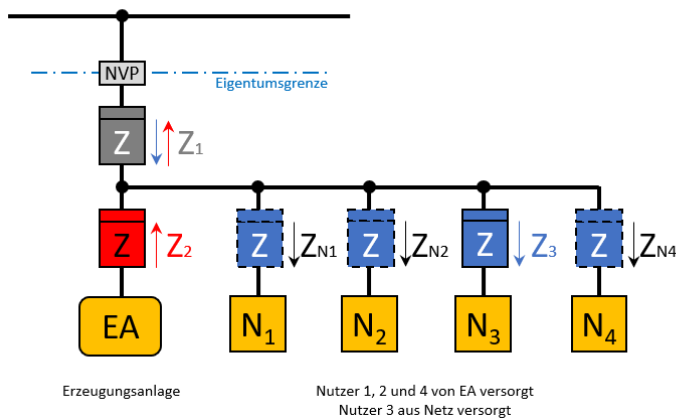 NVP
Eigentumsgrenze
Z Z1
Z Z2 Z ZN1 Z ZN2 Z Z3 Z ZN4
EA N1 N2 N3 N4
Erzeugungsanlage Nutzer 1, 2 und 4 von EA versorgt
Nutzer 3 aus Netz versorgt